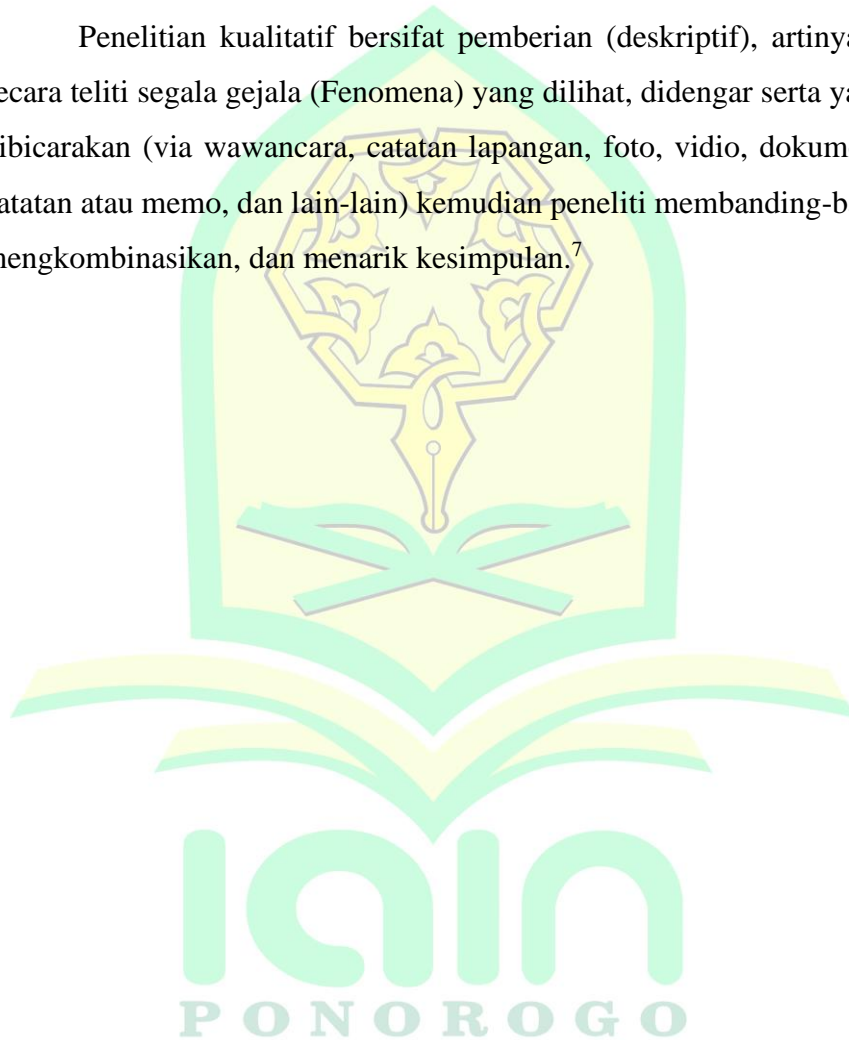 Penelitian kualitatif bersifat pemberian (deskriptif), artinya
ecara teliti segala gejala (Fenomena) yang dilihat, didengar serta ya
ibicarakan (via wawancara, catatan lapangan, foto, vidio, dokume
atatan atau memo, dan lain-lain) kemudian peneliti membanding-b
nengkombinasikan, dan menarik kesimpulan.7
iain
PONOROGO